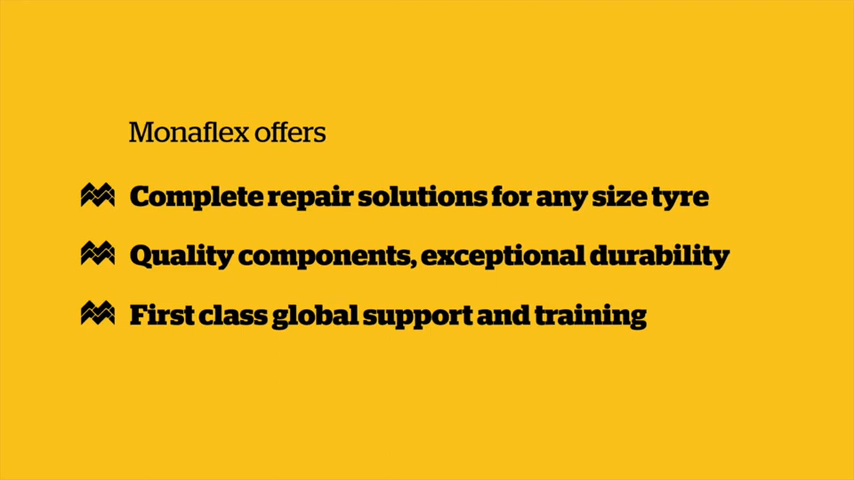 Monaflex offers
Complete repair solutions for any size tyre
Quality components, exceptional durability
First class global support and training